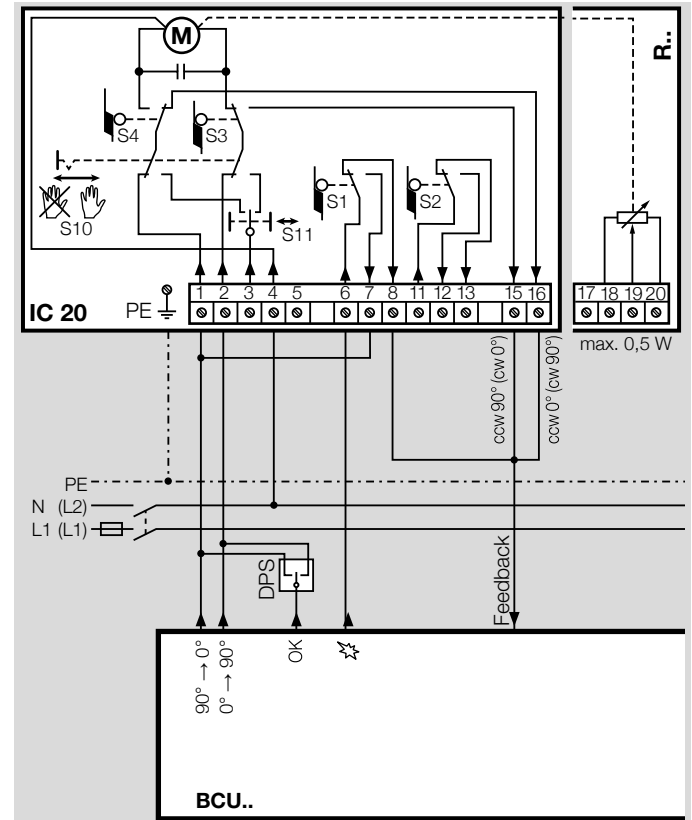 M
R..
S4
S3
S10
S1
S2
S11
1 2 3 4 5 6 7 8 11 12 13 15 16
17 18 19 20
IC 20
PE
max. 0,5 W
ccw 90° (cw 0°)
ccw 0° (cw 90°)
PE
N (L2)
L1 (L1)
DPS
Feedback
90° → 0°
0° → 90°
OK
BCU..